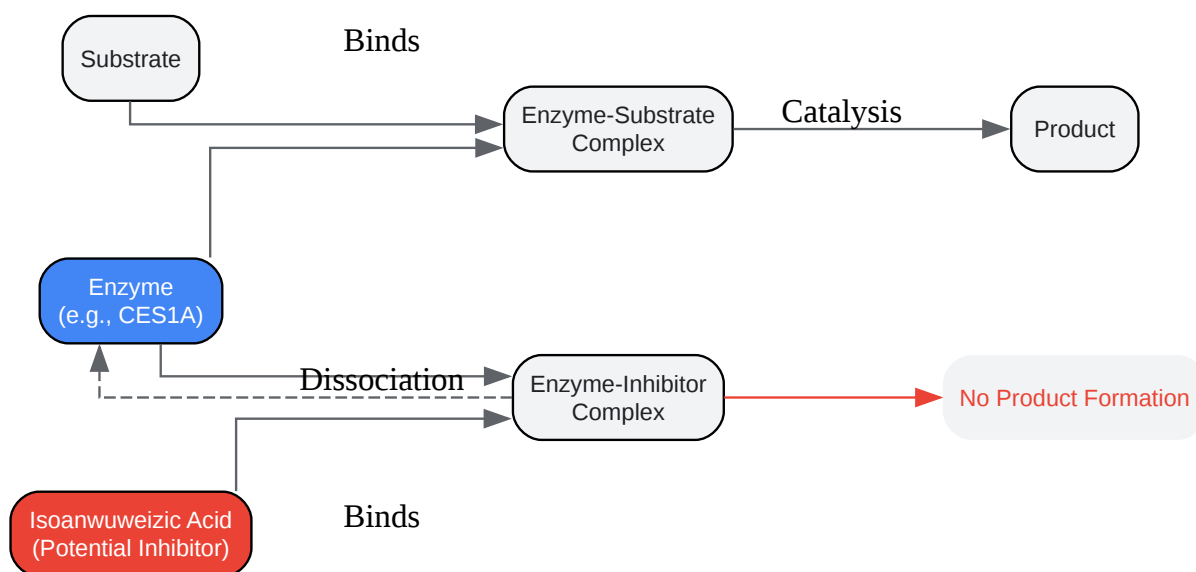 Binds
Substrate
Enzyme-Substrate
Complex
Catalysis
Product
Enzyme
(e.g., CES1A)
Dissociation
Enzyme-Inhibitor
Complex
No Product Formation
Isoanwuweizic Acid
(Potential Inhibitor)
Binds